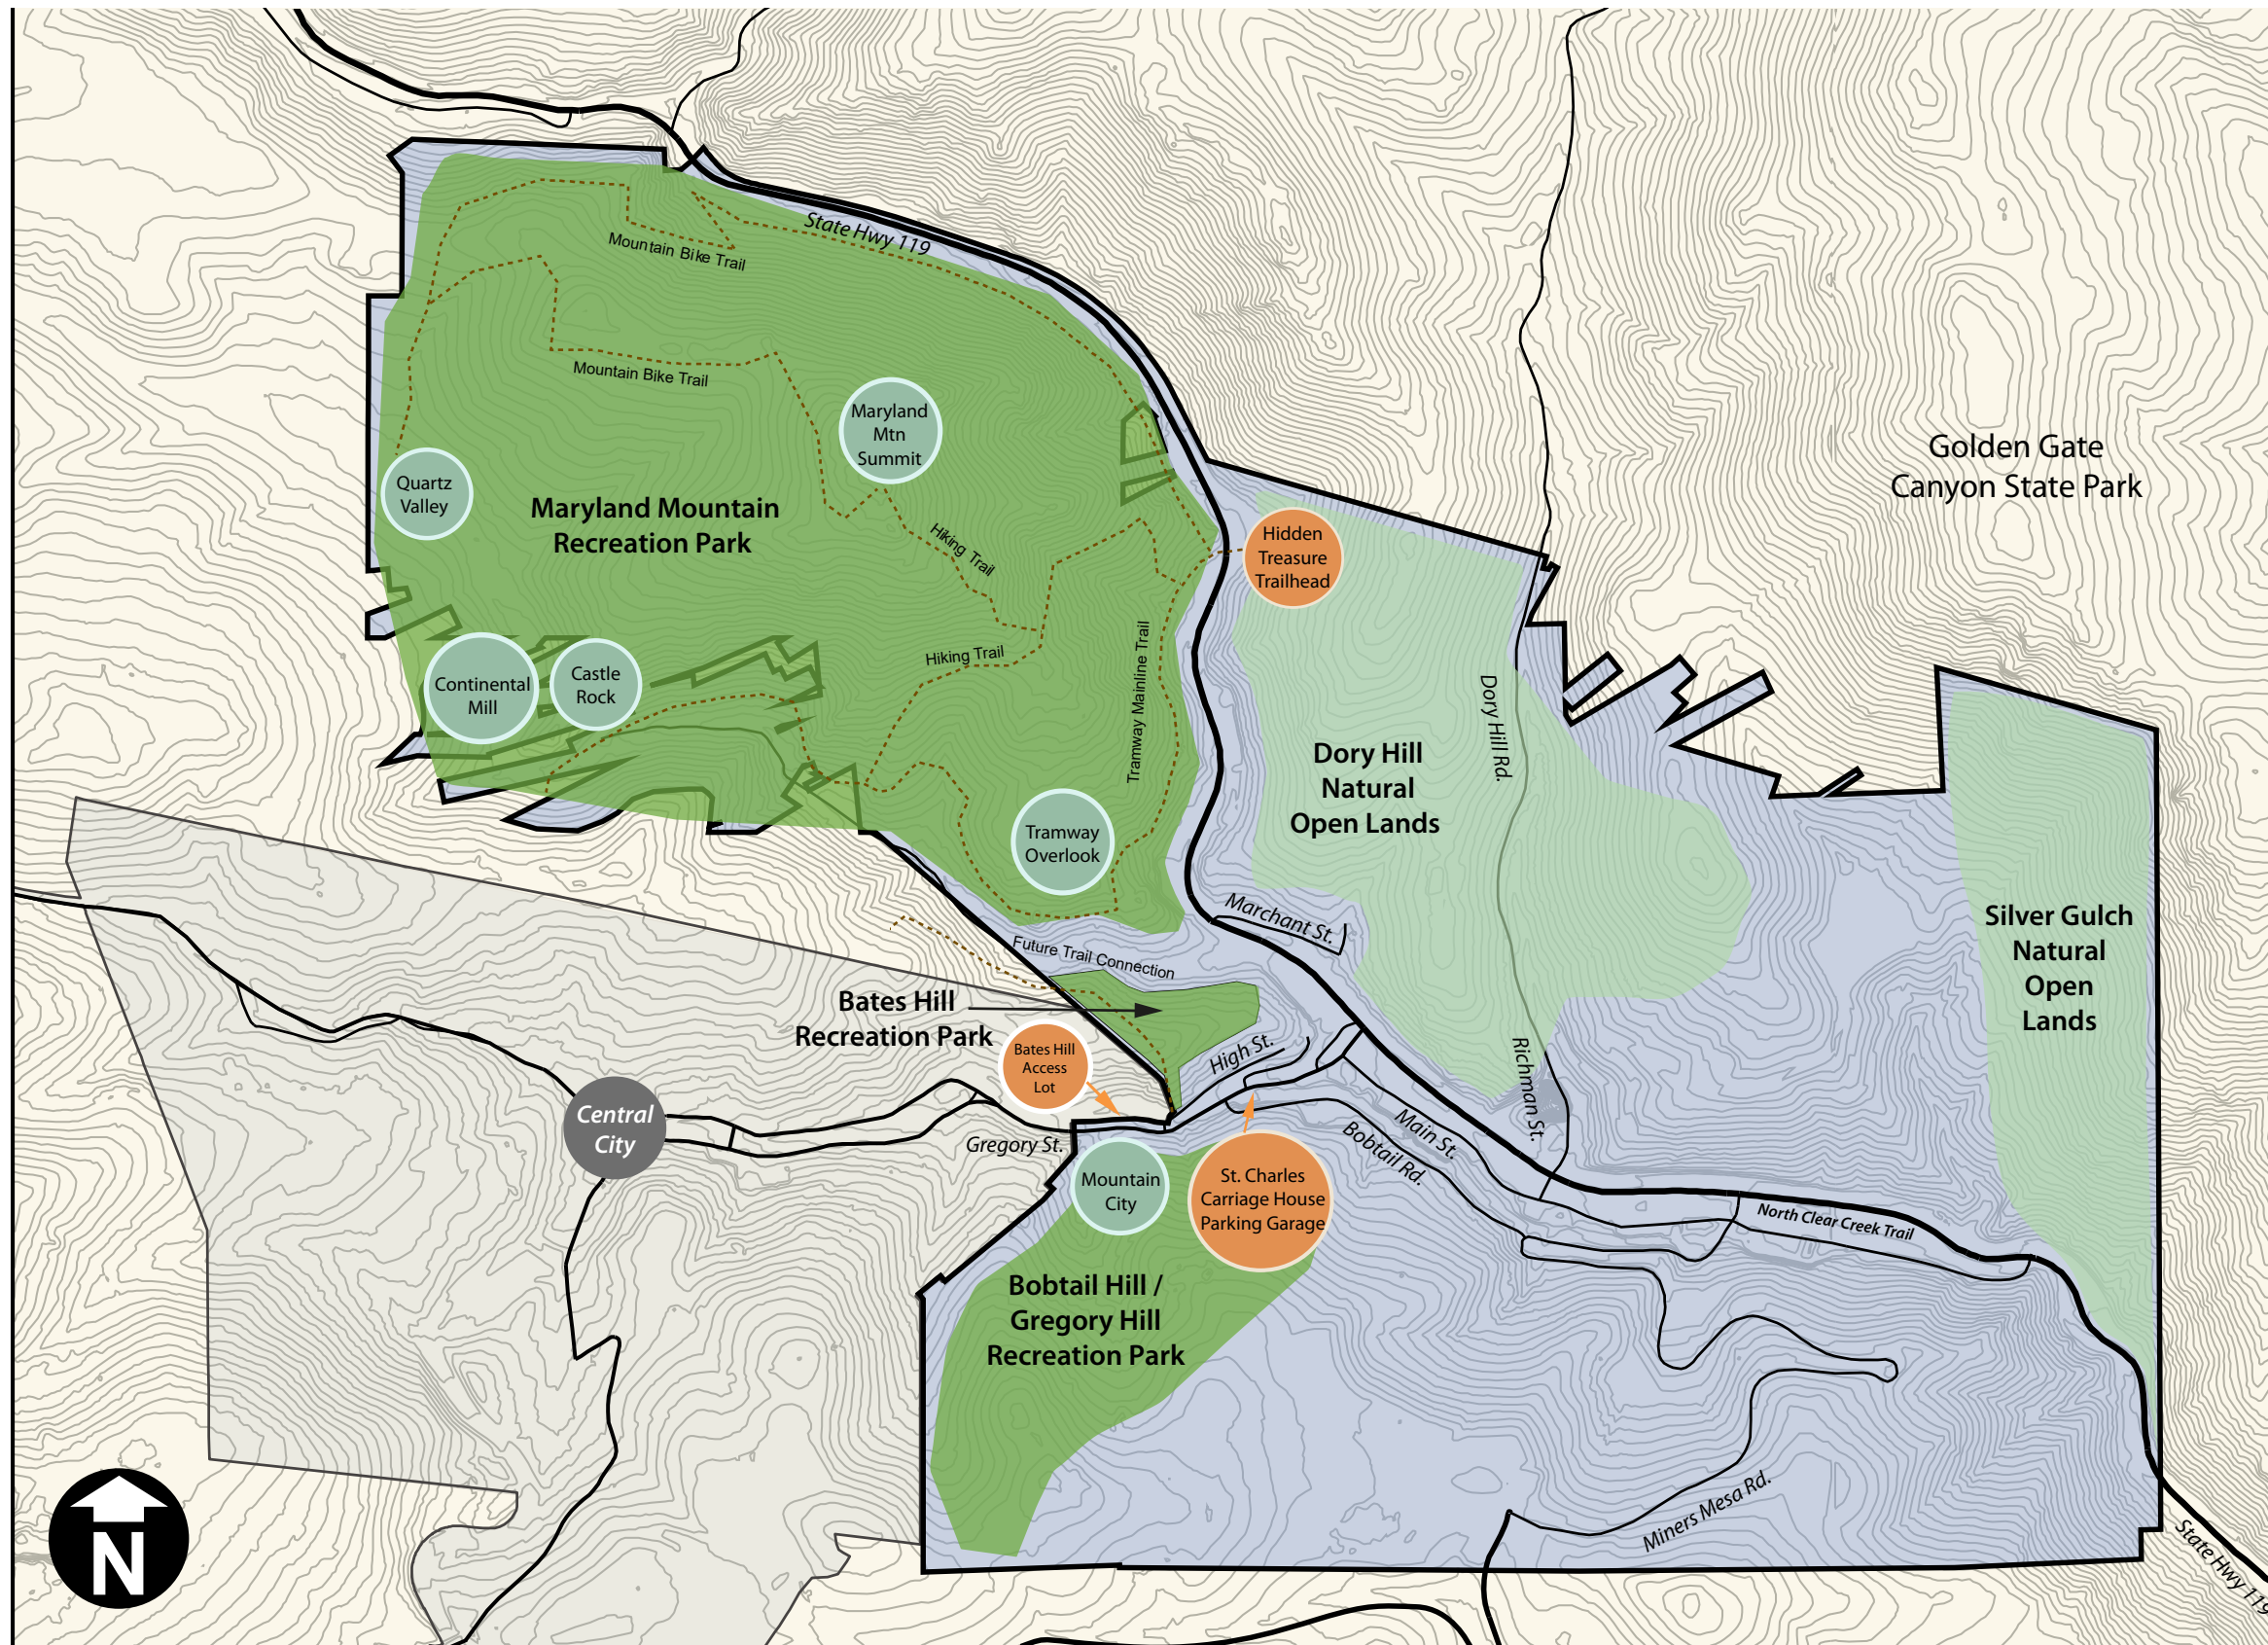 State Hwy 119
Mountain Bike Trail
Mountain Bike Trail
Maryland
Mtn
Summit
Golden Gate
Canyon State Park
Quartz
Valley
Maryland Mountain
Recreation Park
Hiking Trail
Hidden
Treasure
Trailhead
Hiking Trail
Tramway Mainline Trail
Continental
Mill
Castle
Rock
Dory Hill Rd.
Dory Hill
Natural
Open Lands
Tramway
Overlook
Marchant St.
Silver Gulch
Natural
Open
Lands
Future Trail Connection
Bates Hill
Recreation Park
Bates Hill
Access
Lot
High St.
Richman St.
Central
City
Gregory St.
Main St.
Bobtail Rd.
Mountain
City
St. Charles
Carriage House
Parking Garage
North Clear Creek Trail
Bobtail Hill /
Gregory Hill
Recreation Park
Miners Mesa Rd.
State Hwy 119
N